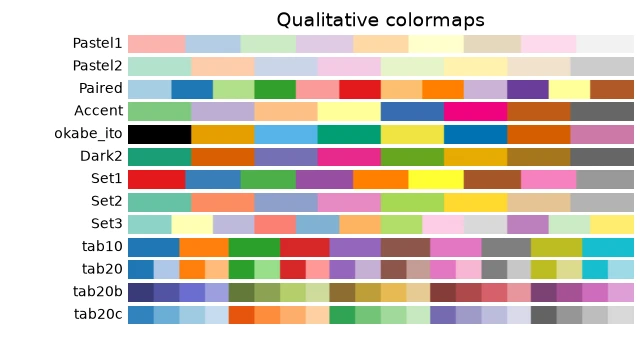 Qualitative colormaps
Pastel1
Pastel2
Paired
Accent
okabe_ito
Dark2
Set1
Set2
Set3
tab10
tab20
tab20b
tab20c